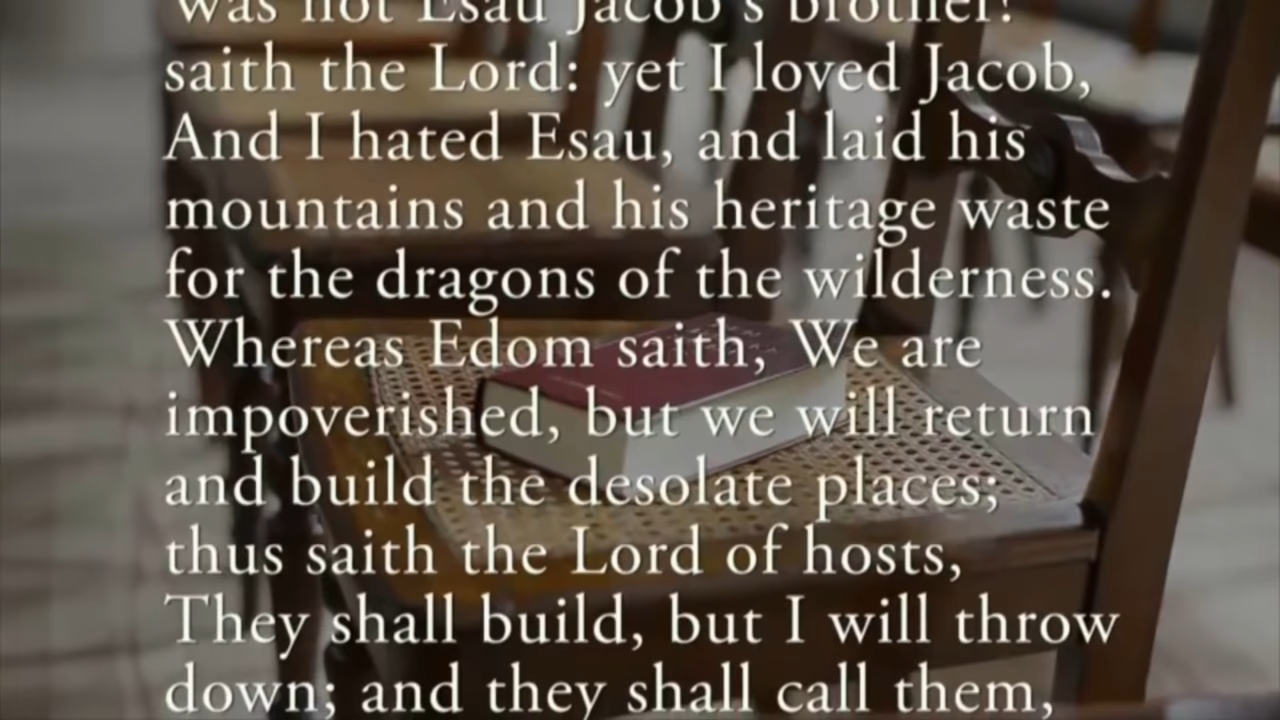 was not Esau Jacob's brother?
saith the Lord: yet I loved Jacob,
And I hated Esau, and laid his
mountains and his heritage waste
for the dragons of the wilderness.
Whereas Edom saith, We are
impoverished, but we will return
and build the desolate places;
thus saith the Lord of hosts,
They shall build, but I will throw
down; and they shall call them,